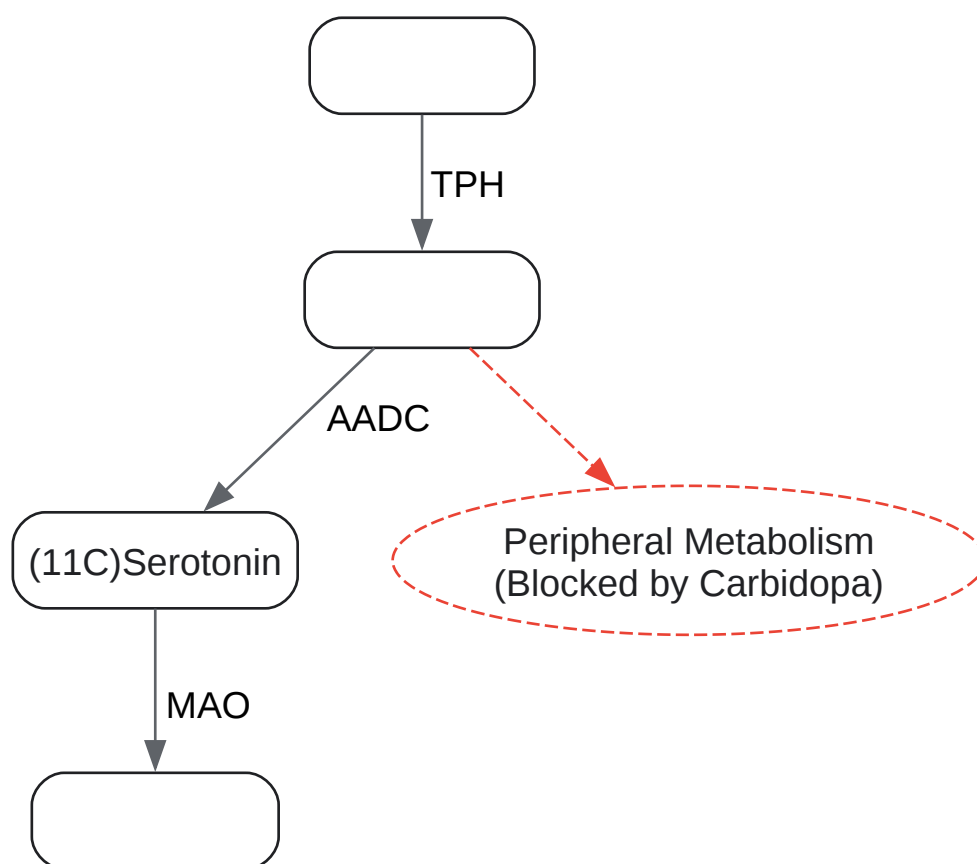 TPH
AADC
(11C)Serotonin
Peripheral Metabolism
(Blocked by Carbidopa)
MAO